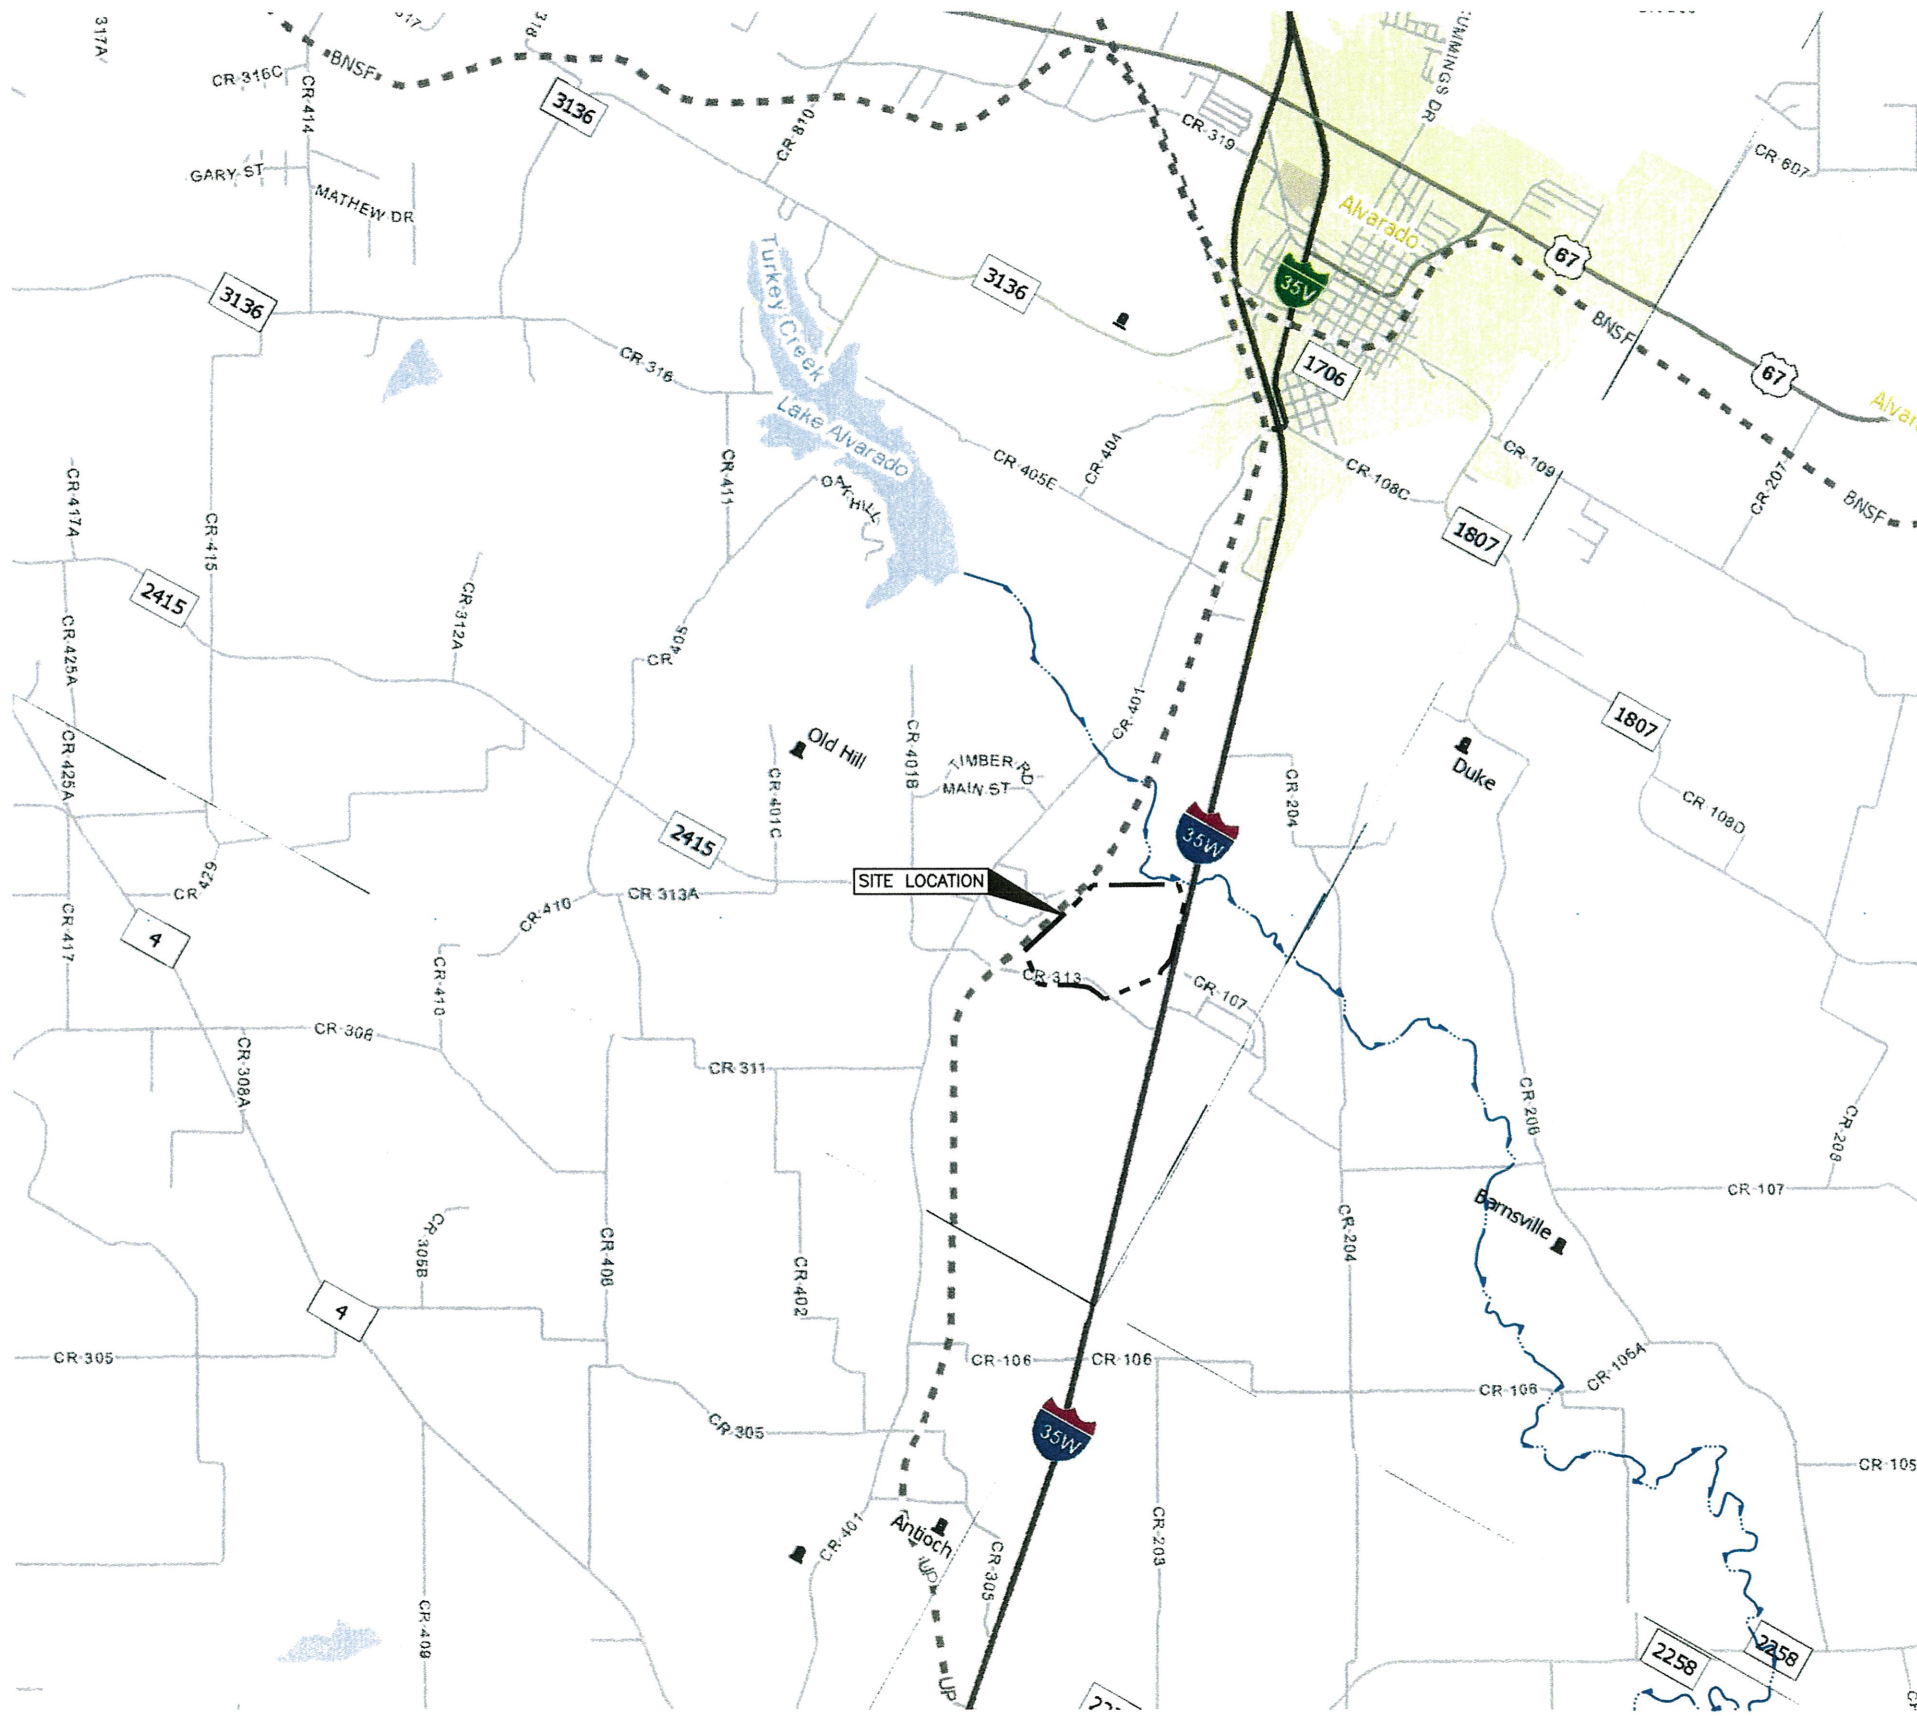 317A
317
318
BNSF
CR-316C
CR-414
3136
CR-810
CR-319
CUMMINGS DR
CR-607
GARY ST
MATHEW DR
Alvarado
67
3136
Turkey Creek
3136
35V
BNSF
1706
67
CR-316
Lake Alvarado
CR-404
CR-405E
CR-411
OAK HILL
CR-108C
CR-109
CR-207
BNSF
CR-417A
CR-415
1807
2415
CR-312A
CR-425A
CR 405
CR-401
1807
CR-425A
Old Hill
CR-401B
TIMBER RD
MAIN ST
Duke
CR-204
CR-401C
CR-108D
2415
35W
CR 429
SITE LOCATION
CR-313A
CR-410
CR-417
4
CR-313
CR-107
CR-410
CR-308
CR-308A
CR-311
CR-206
CR-208
CR-107
Barnsville
CR-204
CR 305B
CR-408
CR-402
4
CR-305
CR-106
CR-106
CR-106
CR-106A
CR-305
35W
CR-105
CR-401
Antioch
UP
CR-305
CR-203
CR-409
2258
2258
UP